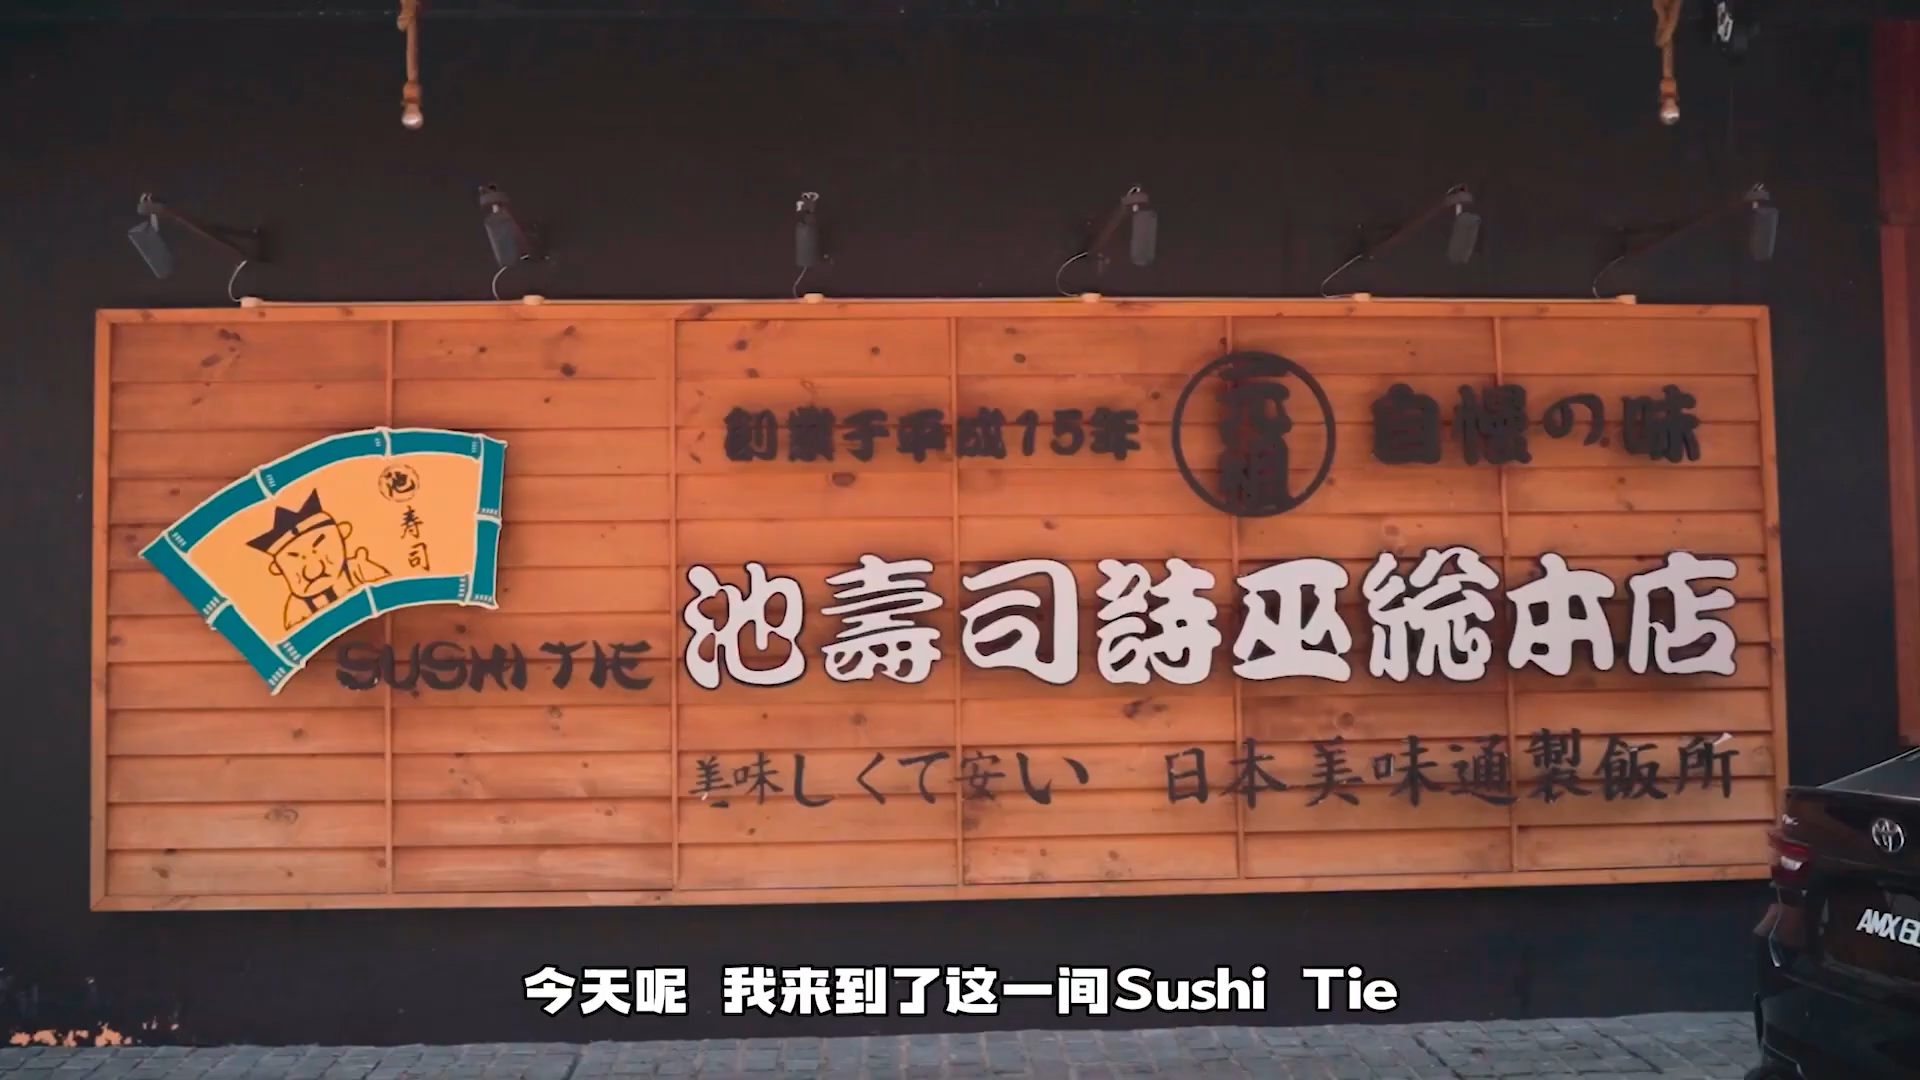 創業于平成15年
元祖
自慢の味
池
寿司
SUSHI TIE
池壽司詩巫総本店
美味しくて安い 日本美味通製飯所
今天呢 我来到了这一间Sushi Tie